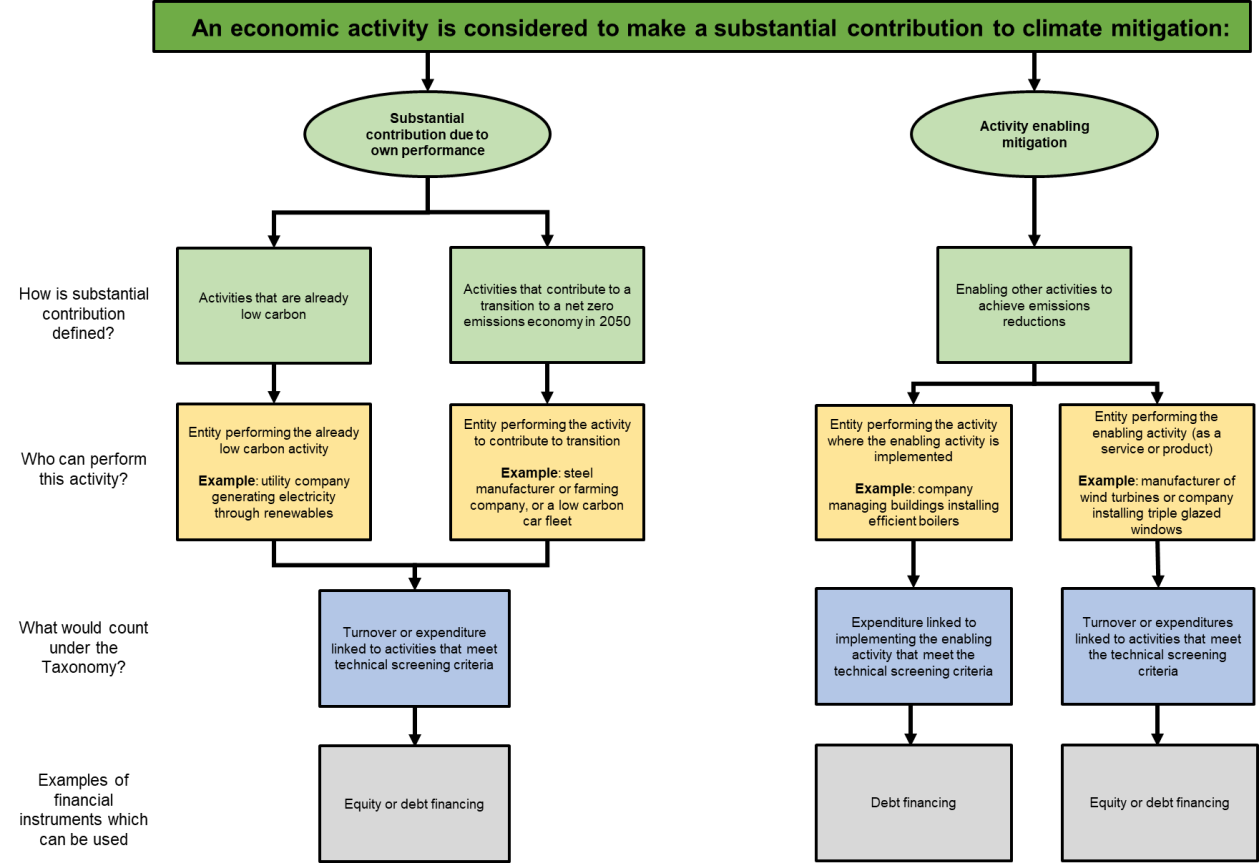 An economic activity is considered to make a substantial contribution to climate mitigation:
Substantial
contribution due to
own performance
Activity enabling
mitigation
How is substantial
contribution
defined?
Activities that are already
low carbon
Activities that contribute to a
transition to a net zero
emissions economy in 2050
Enabling other activities to
achieve emissions
reductions
Who can perform
this activity?
Entity performing the already
low carbon activity
Example: utility company
generating electricity
through renewables
Entity performing the activity
to contribute to transition
Example: steel
manufacturer or farming
company, or a low carbon
car fleet
Entity performing the activity
where the enabling activity is
implemented
Example: company
managing buildings installing
efficient boilers
Entity performing the
enabling activity (as a
service or product)
Example: manufacturer of
wind turbines or company
installing triple glazed
windows
What would count
under the
Taxonomy?
Turnover or expenditure
linked to activities that meet
technical screening criteria
Expenditure linked to
implementing the enabling
activity that meet the
technical screening criteria
Turnover or expenditures
linked to activities that meet
the technical screening
criteria
Examples of
financial
instruments which
can be used
Equity or debt financing
Debt financing
Equity or debt financing